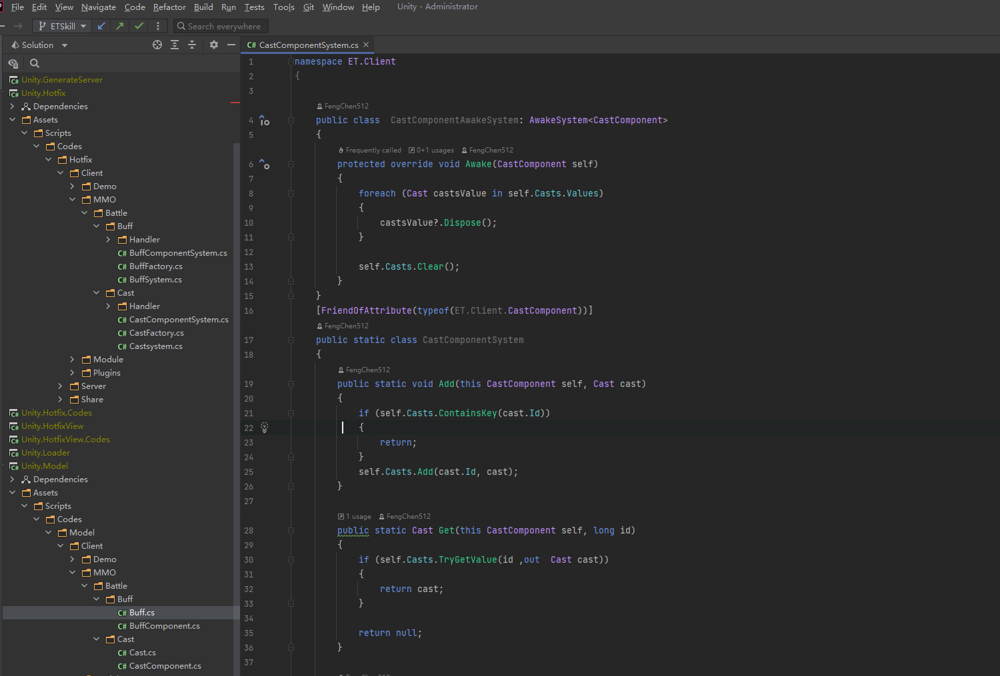 File Edit View Navigate Code Refactor Build Run Tests Tools Git Window Help Unity - Administrator
ETSkill Search everywhere
Solution
CastComponentSystem.cs
Unity.GenerateServer
Unity.Hotfix
Dependencies
Assets
Scripts
Codes
Hotfix
Client
Demo
MMO
Battle
Buff
Handler
BuffComponentSystem.cs
BuffFactory.cs
BuffSystem.cs
Cast
Handler
CastComponentSystem.cs
CastFactory.cs
Castsystem.cs
Module
Plugins
Server
Share
Unity.Hotfix.Codes
Unity.HotfixView
Unity.HotfixView.Codes
Unity.Loader
Unity.Model
Dependencies
Assets
Scripts
Codes
Model
Client
Demo
MMO
Battle
Buff
Buff.cs
BuffComponent.cs
Cast
Cast.cs
CastComponent.cs
1 namespace ET.Client
2 {
3
FengChen512
4 public class  CastComponentAwakeSystem: AwakeSystem<CastComponent>
5 {
Frequently called 0+1 usages FengChen512
6 protected override void Awake(CastComponent self)
7 {
8 foreach (Cast castsValue in self.Casts.Values)
9 {
10 castsValue?.Dispose();
11 }
12
13 self.Casts.Clear();
14 }
15 }
16 [FriendOfAttribute(typeof(ET.Client.CastComponent))]
FengChen512
17 public static class CastComponentSystem
18 {
FengChen512
19 public static void Add(this CastComponent self, Cast cast)
20 {
21 if (self.Casts.ContainsKey(cast.Id))
22 {
23 return;
24 }
25 self.Casts.Add(cast.Id, cast);
26 }
27
1 usage FengChen512
28 public static Cast Get(this CastComponent self, long id)
29 {
30 if (self.Casts.TryGetValue(id ,out  Cast cast))
31 {
32 return cast;
33 }
34
35 return null;
36 }
37